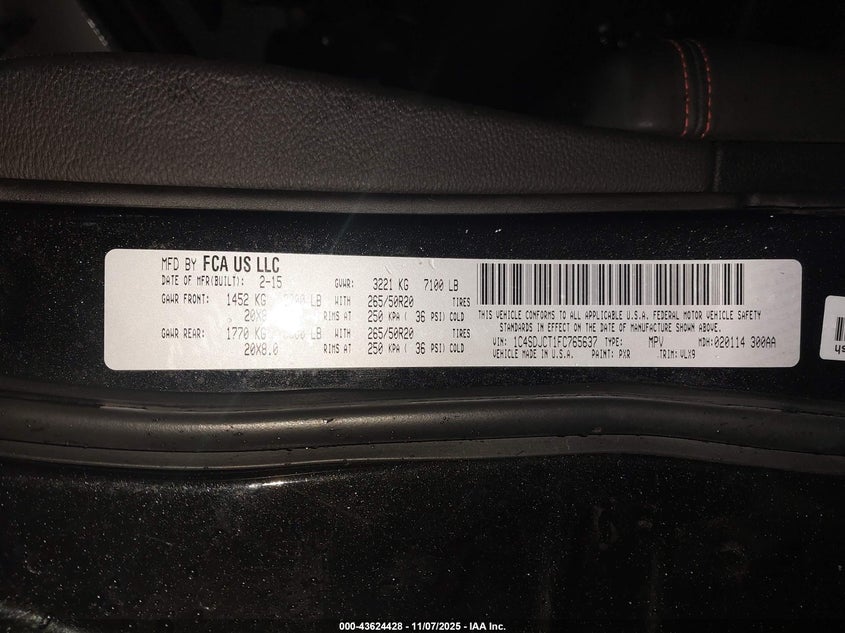 MFD BY FCA US LLC
DATE OF MFR(BUILT): 2-15 GVWR: 3221 KG 7100 LB
GAWR FRONT: 1452 KG LB WITH 265/50R20 TIRES
RIMS AT 250 KPA ( 36 PSI) COLD
GAWR REAR: 1770 KG LB WITH 265/50R20 TIRES
20X8.0 RIMS AT 250 KPA ( 36 PSI) COLD
THIS VEHICLE CONFORMS TO ALL APPLICABLE U.S.A. FEDERAL MOTOR VEHICLE SAFETY
STANDARDS IN EFFECT ON THE DATE OF MANUFACTURE SHOWN ABOVE.
VIN: 1C4SDJCT1FC765637 TYPE: MPV MDH: 020114 300AA
VEHICLE MADE IN U.S.A. PAINT: PXR TRIM: VLX9
000-43624428 - 11/07/2025 - IAA Inc.